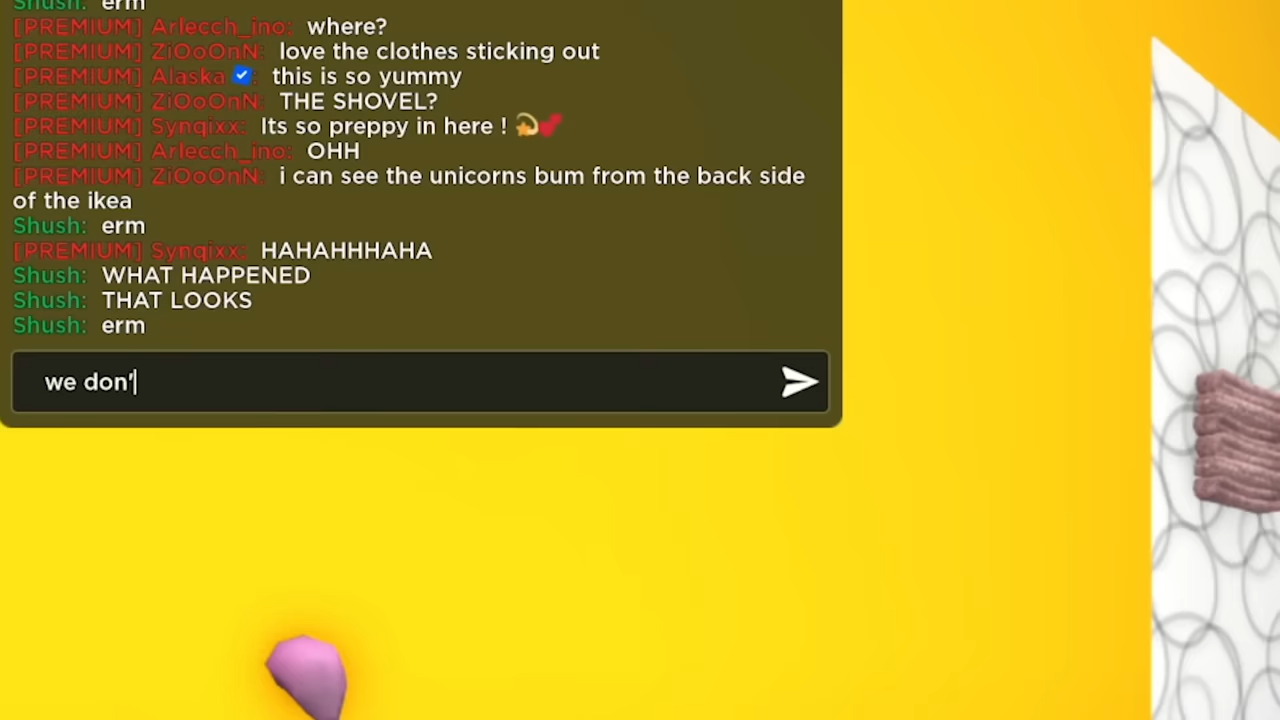 Shush: erm
[PREMIUM] Arlecch_ino: where?
[PREMIUM] ZiOoOnN: love the clothes sticking out
[PREMIUM] Alaska☑️: this is so yummy
[PREMIUM] ZiOoOnN: THE SHOVEL?
[PREMIUM] Synqixx: Its so preppy in here ! 💫💕
[PREMIUM] Arlecch_ino: OHH
[PREMIUM] ZiOoOnN: i can see the unicorns bum from the back side
of the ikea
Shush: erm
[PREMIUM] Synqixx: HAHAHHHAHA
Shush: WHAT HAPPENED
Shush: THAT LOOKS
Shush: erm
we don'